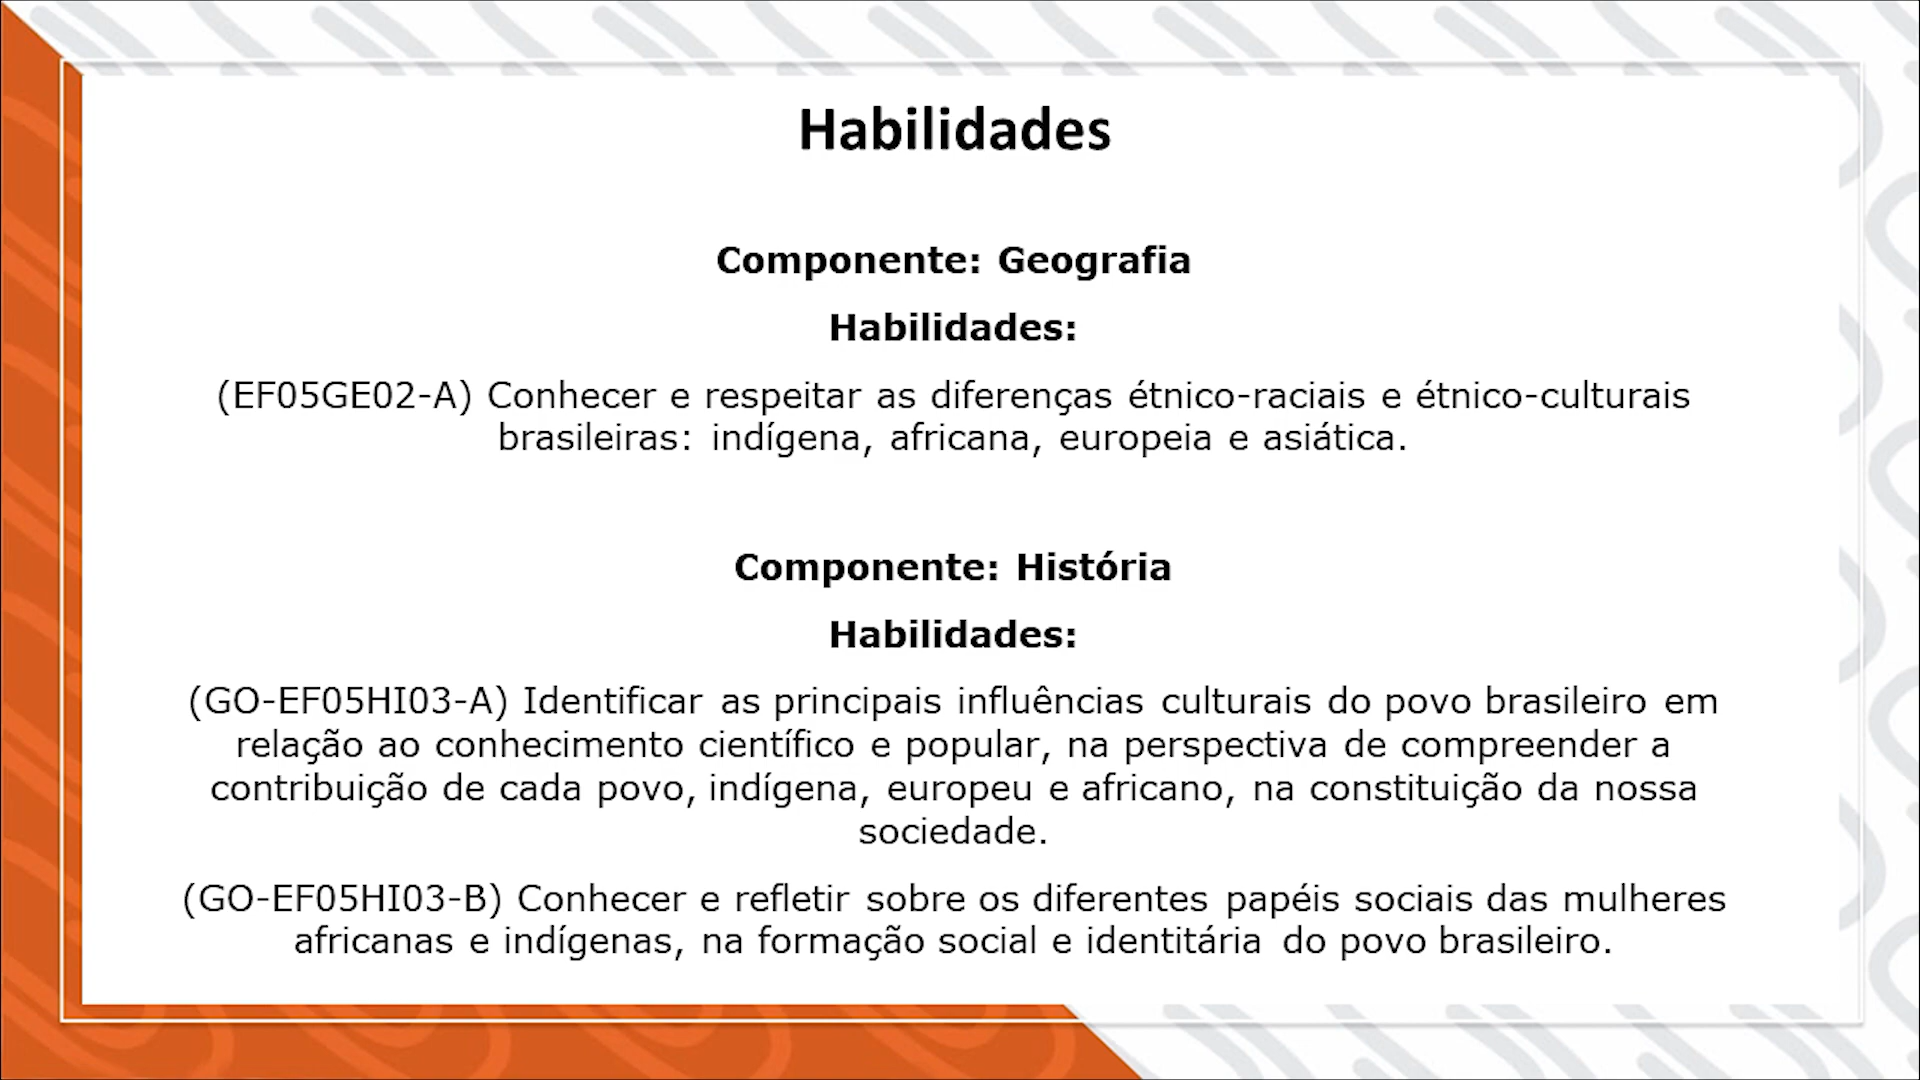 Habilidades
Componente: Geografia
Habilidades:
(EF05GE02-A) Conhecer e respeitar as diferenças étnico-raciais e étnico-culturais
brasileiras: indígena, africana, europeia e asiática.
Componente: História
Habilidades:
(GO-EF05HI03-A) Identificar as principais influências culturais do povo brasileiro em
relação ao conhecimento científico e popular, na perspectiva de compreender a
contribuição de cada povo, indígena, europeu e africano, na constituição da nossa
sociedade.
(GO-EF05HI03-B) Conhecer e refletir sobre os diferentes papéis sociais das mulheres
africanas e indígenas, na formação social e identitária do povo brasileiro.